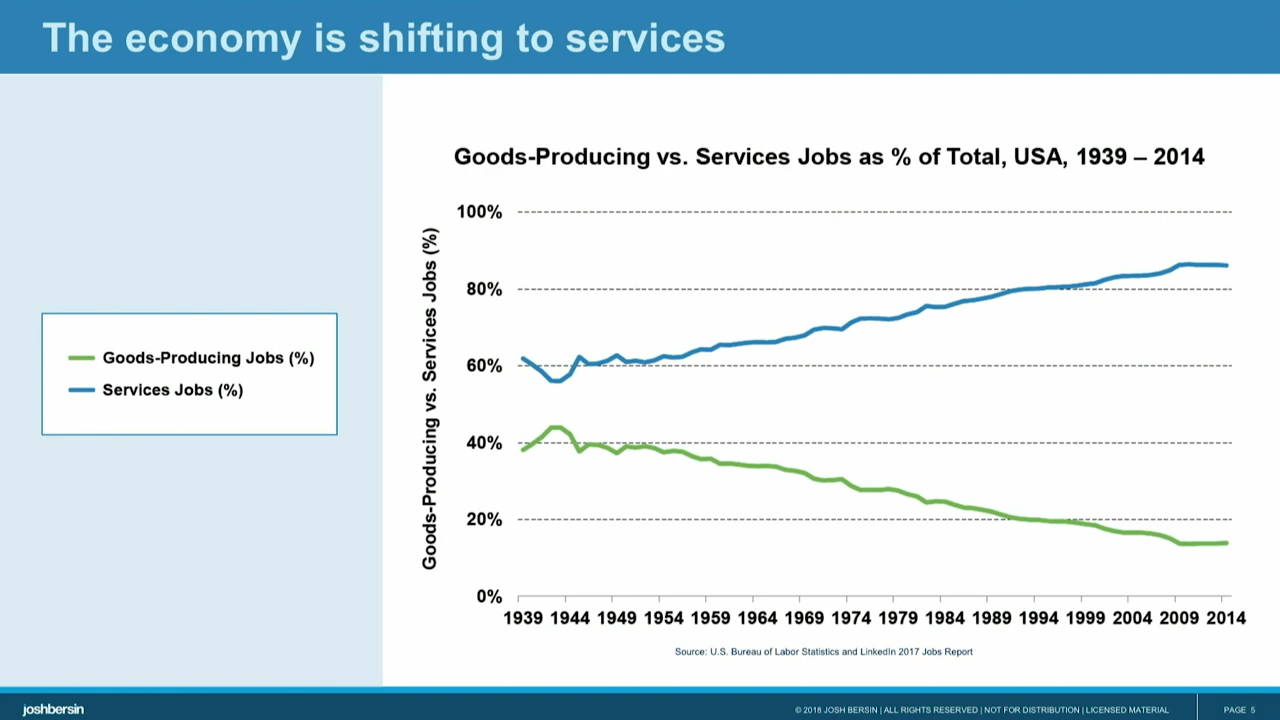 The economy is shifting to services
Goods-Producing vs. Services Jobs as % of Total, USA, 1939 – 2014
Goods-Producing vs. Services Jobs (%)
100%
80%
60%
40%
20%
0%
1939 1944 1949 1954 1959 1964 1969 1974 1979 1984 1989 1994 1999 2004 2009 2014
Goods-Producing Jobs (%)
Services Jobs (%)
Source: U.S. Bureau of Labor Statistics and LinkedIn 2017 Jobs Report
joshbersin
© 2018 JOSH BERSIN | ALL RIGHTS RESERVED | NOT FOR DISTRIBUTION | LICENSED MATERIAL
PAGE 5